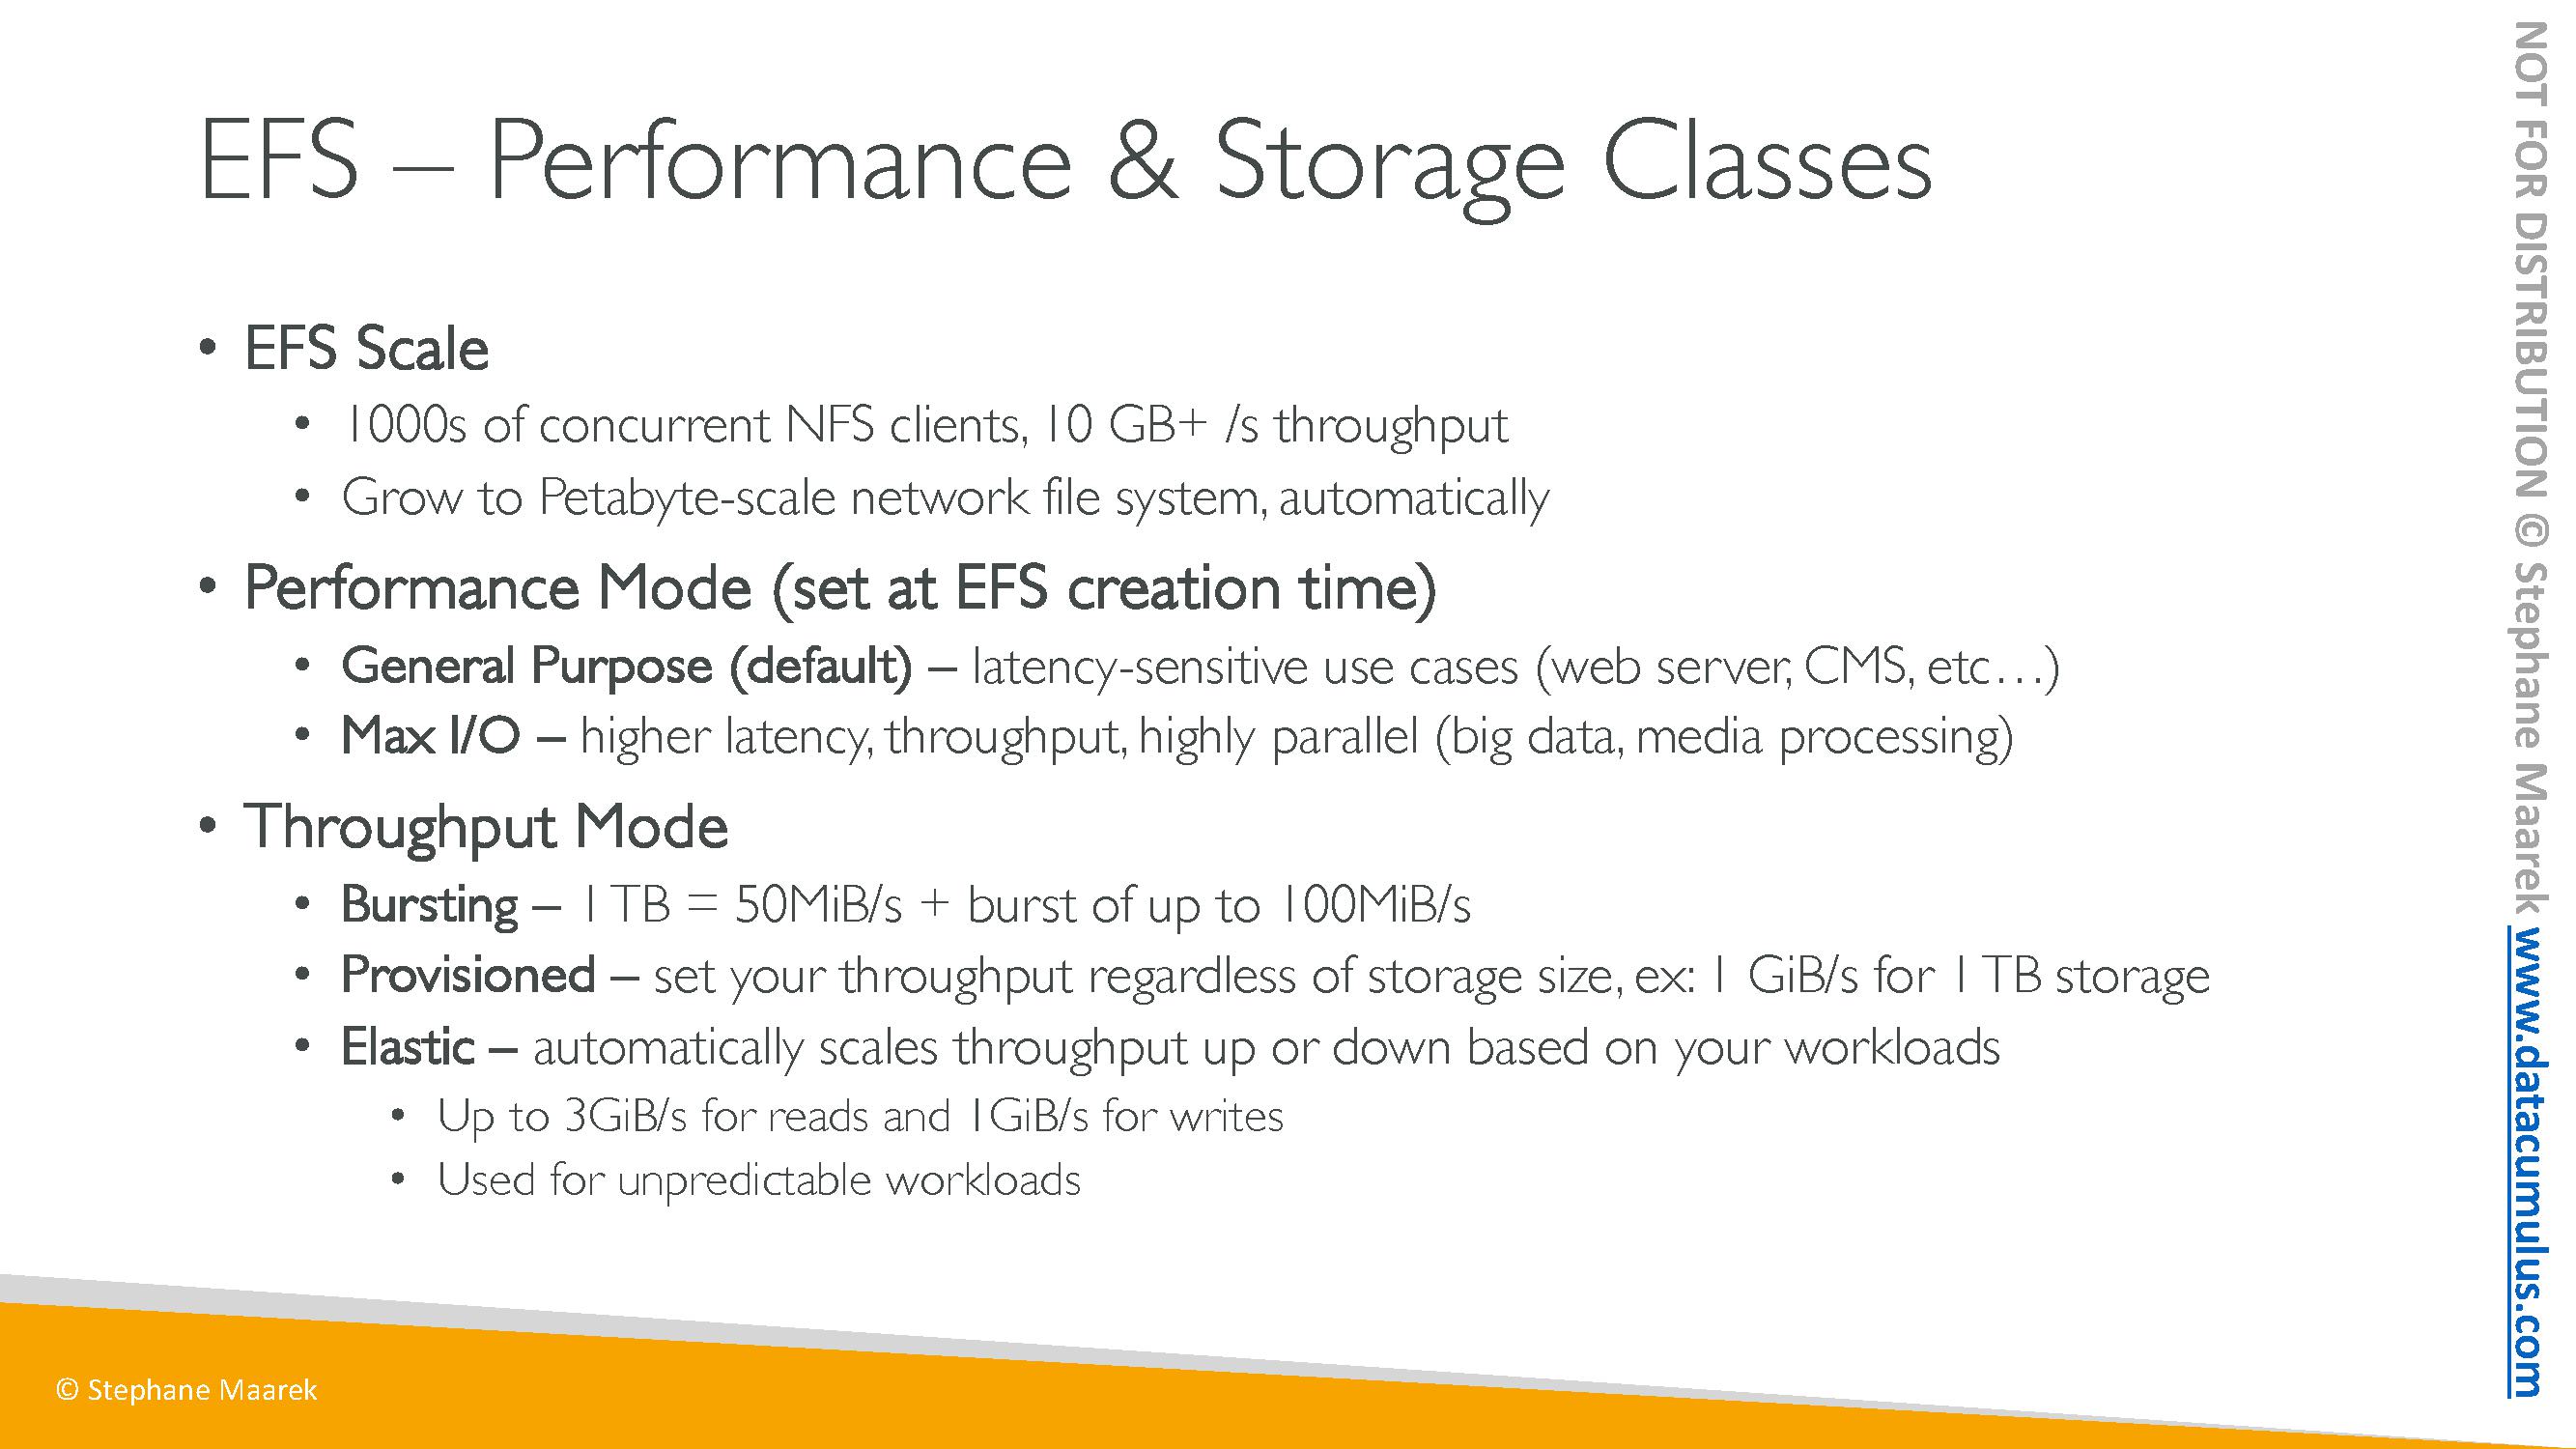 EFS – Performance & Storage Classes
• EFS Scale
• 1000s of concurrent NFS clients, 10 GB+ /s throughput
• Grow to Petabyte-scale network file system, automatically
• Performance Mode (set at EFS creation time)
• General Purpose (default) – latency-sensitive use cases (web server, CMS, etc…)
• Max I/O – higher latency, throughput, highly parallel (big data, media processing)
• Throughput Mode
• Bursting – 1 TB = 50MiB/s + burst of up to 100MiB/s
• Provisioned – set your throughput regardless of storage size, ex: 1 GiB/s for 1 TB storage
• Elastic – automatically scales throughput up or down based on your workloads
• Up to 3GiB/s for reads and 1GiB/s for writes
• Used for unpredictable workloads
© Stephane Maarek
NOT FOR DISTRIBUTION © Stephane Maarek www.datacumulus.com